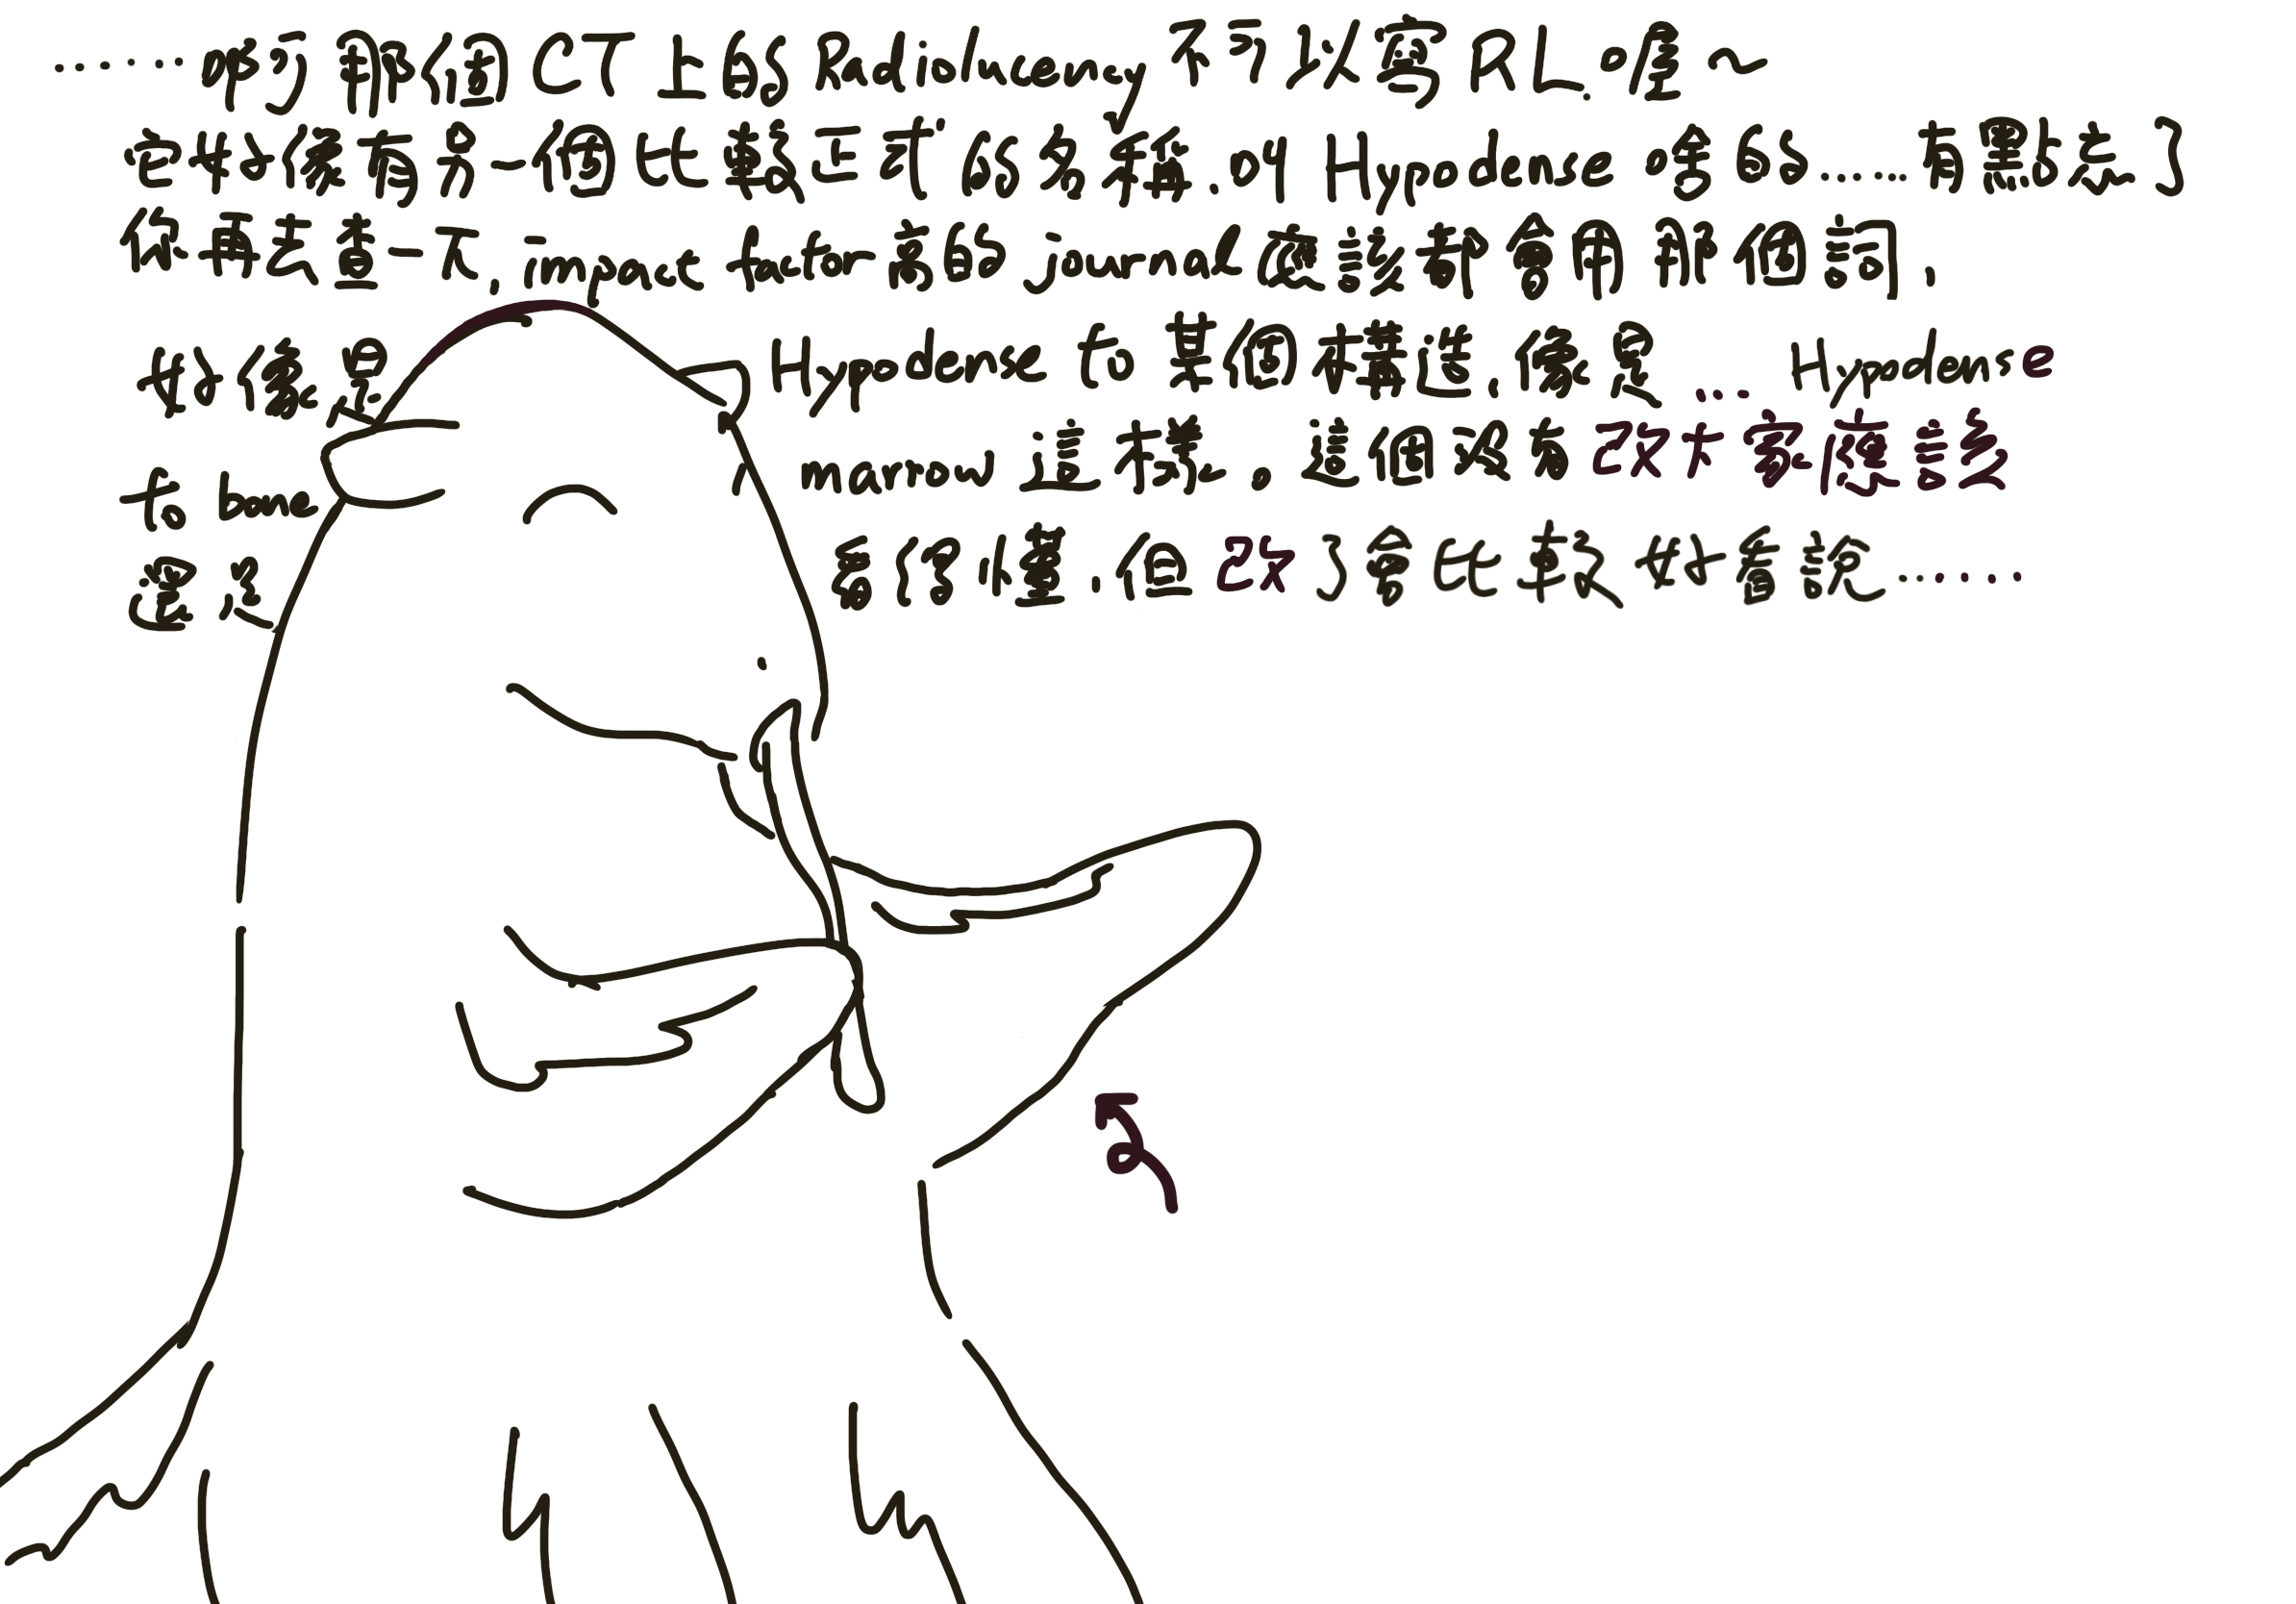 ……啊了那個CT上的Radiolucency不可以寫RL.喔~
它好像有另一個比較正式的名稱.叫Hypodense 啥的……有點忘了
你再去查一下,impact factor高的journal應該都會用那個詞,
好像是 Hypodense to 某個構造,像是... Hypodense
to bone marrow 這樣。這個沒有改大家應該
還是 看得懂,但改了會比較好看說……